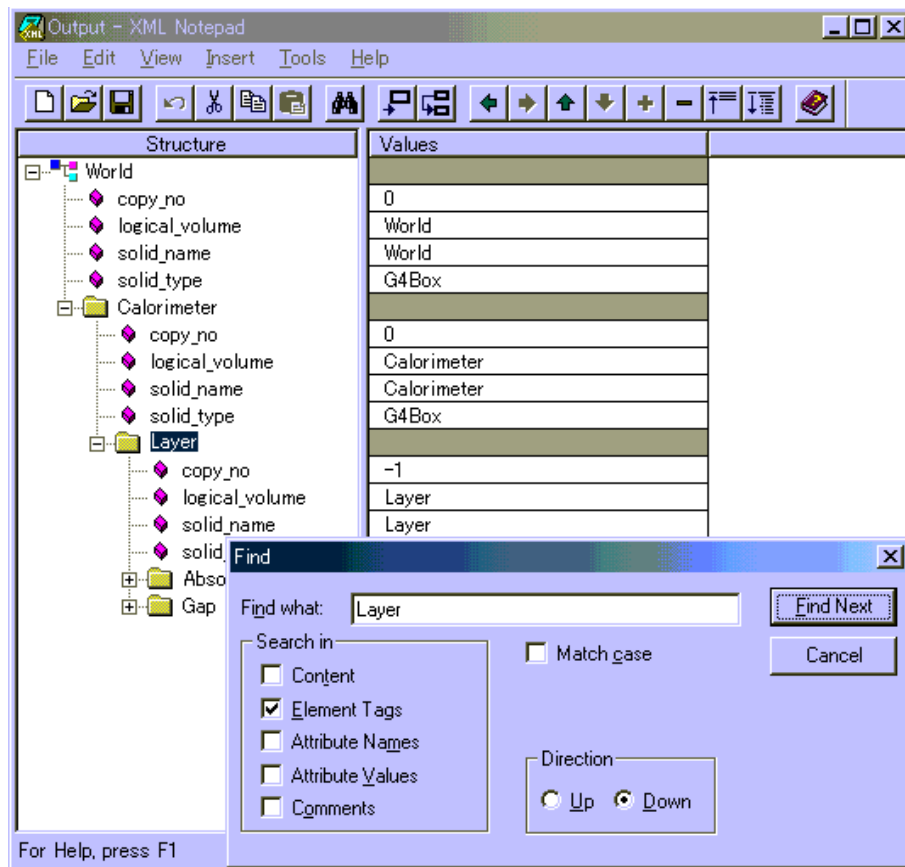 Output - XML Notepad
File Edit View Insert Tools Help
Structure Values
World
copy_no 0
logical_volume World
solid_name World
solid_type G4Box
Calorimeter
copy_no 0
logical_volume Calorimeter
solid_name Calorimeter
solid_type G4Box
Layer
copy_no -1
logical_volume Layer
solid_name Layer
solid_
Abso
Gap
Find
Find what: Layer Find Next
Search in Match case Cancel
Content
Element Tags
Attribute Names
Attribute Values
Comments
Direction
Up Down
For Help, press F1